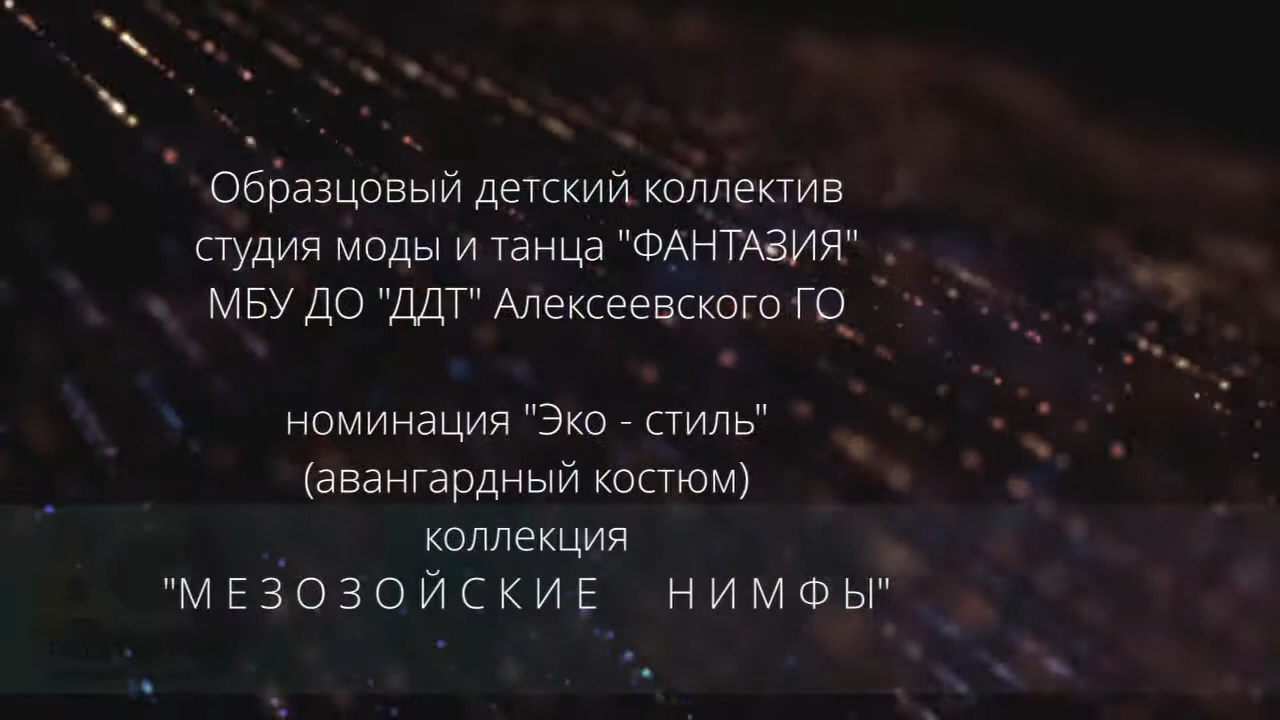 Образцовый детский коллектив
студия моды и танца "ФАНТАЗИЯ"
МБУ ДО "ДДТ" Алексеевского ГО
номинация "Эко - стиль"
(авангардный костюм)
коллекция
"М Е З О З О Й С К И Е Н И М Ф Ы"